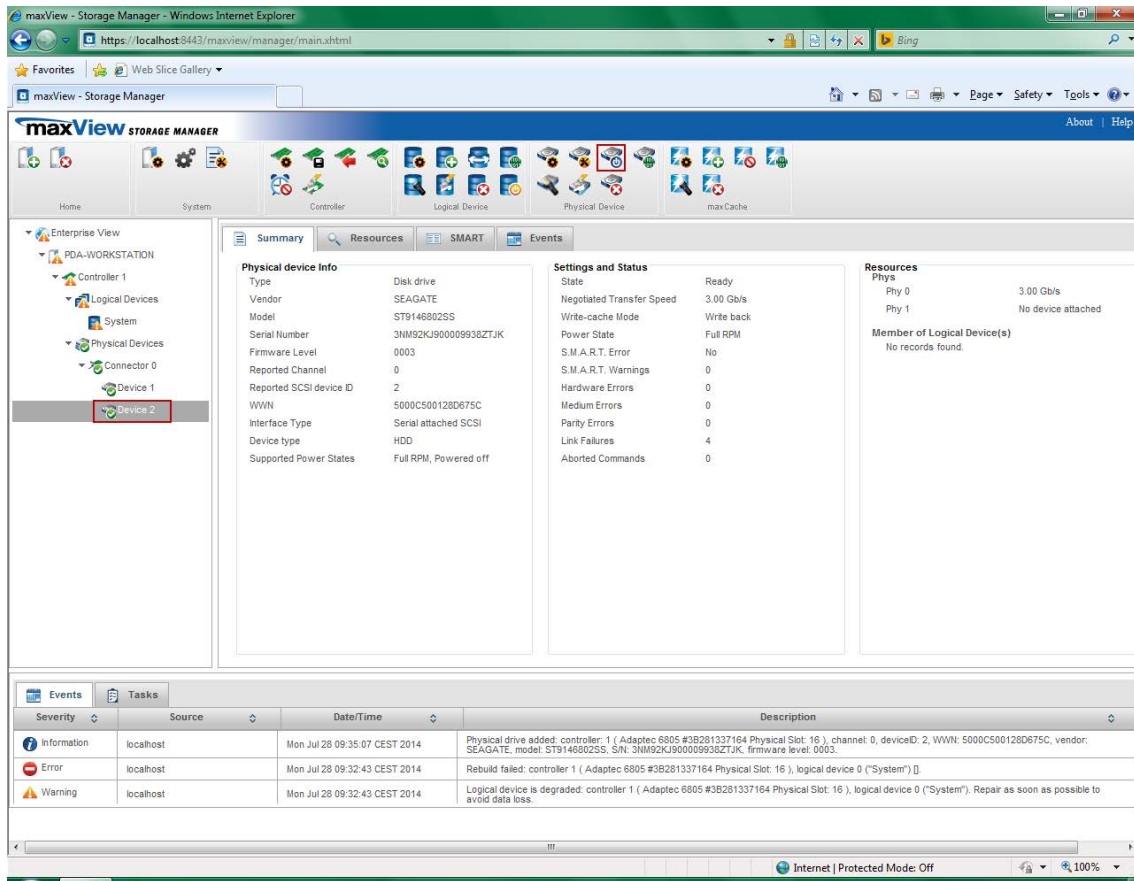 maxView - Storage Manager - Windows Internet Explorer
https://localhost:8443/maxview/manager/main.xhtml
Bing
Favorites Web Slice Gallery
maxView - Storage Manager
Page Safety Tools
maxView STORAGE MANAGER
About | Help
Home System Controller Logical Device Physical Device maxCache
Enterprise View
PDA-WORKSTATION
Controller 1
Logical Devices
System
Physical Devices
Connector 0
Device 1
Device 2
Summary Resources SMART Events
Physical device Info
Type Disk drive
Vendor SEAGATE
Model ST9146802SS
Serial Number 3NM92KJ900009938ZTJK
Firmware Level 0003
Reported Channel 0
Reported SCSI device ID 2
WWN 5000C500128D675C
Interface Type Serial attached SCSI
Device type HDD
Supported Power States Full RPM, Powered off
Settings and Status
State Ready
Negotiated Transfer Speed 3.00 Gb/s
Write-cache Mode Write back
Power State Full RPM
S.M.A.R.T. Error No
S.M.A.R.T. Warnings 0
Hardware Errors 0
Medium Errors 0
Parity Errors 0
Link Failures 4
Aborted Commands 0
Resources
Phys
Phy 0 3.00 Gb/s
Phy 1 No device attached
Member of Logical Device(s)
No records found.
Events Tasks
Severity Source Date/Time Description
Information localhost Mon Jul 28 09:35:07 CEST 2014 Physical drive added: controller: 1 ( Adaptec 6805 #3B281337164 Physical Slot: 16 ), channel: 0, deviceID: 2, WWN: 5000C500128D675C, vendor:
SEAGATE, model: ST9146802SS, S/N: 3NM92KJ900009938ZTJK, firmware level: 0003.
Error localhost Mon Jul 28 09:32:43 CEST 2014 Rebuild failed: controller 1 ( Adaptec 6805 #3B281337164 Physical Slot: 16 ), logical device 0 ("System") [].
Warning localhost Mon Jul 28 09:32:43 CEST 2014 Logical device is degraded: controller 1 ( Adaptec 6805 #3B281337164 Physical Slot: 16 ), logical device 0 ("System"). Repair as soon as possible to
avoid data loss.
Internet | Protected Mode: Off
100%